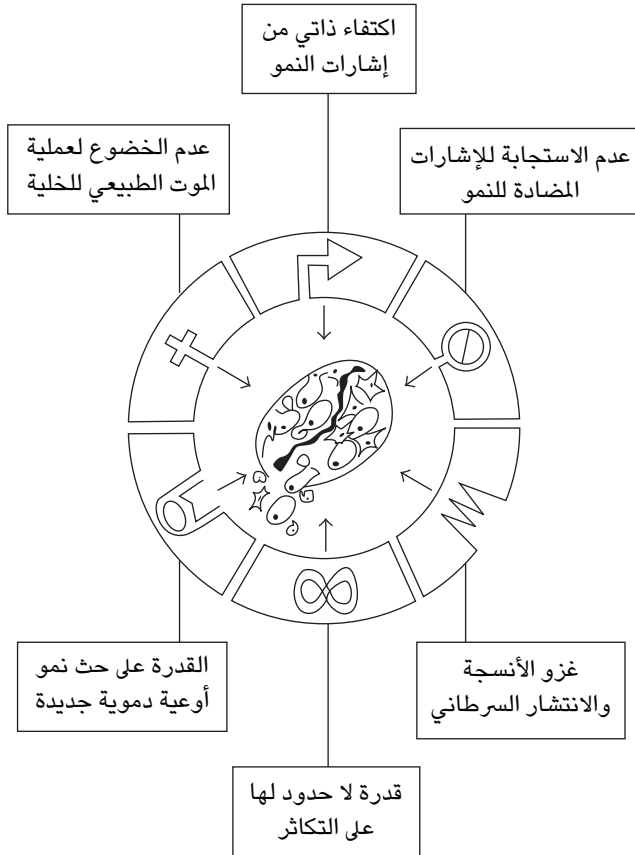 اكتفاء ذاتي من
إشارات النمو
عدم الاستجابة للإشارات
المضادة للنمو
عدم الخضوع لعملية
الموت الطبيعي للخلية
غزو الأنسجة
والانتشار السرطاني
القدرة على حث نمو
أوعية دموية جديدة
قدرة لا حدود لها
على التكاثر